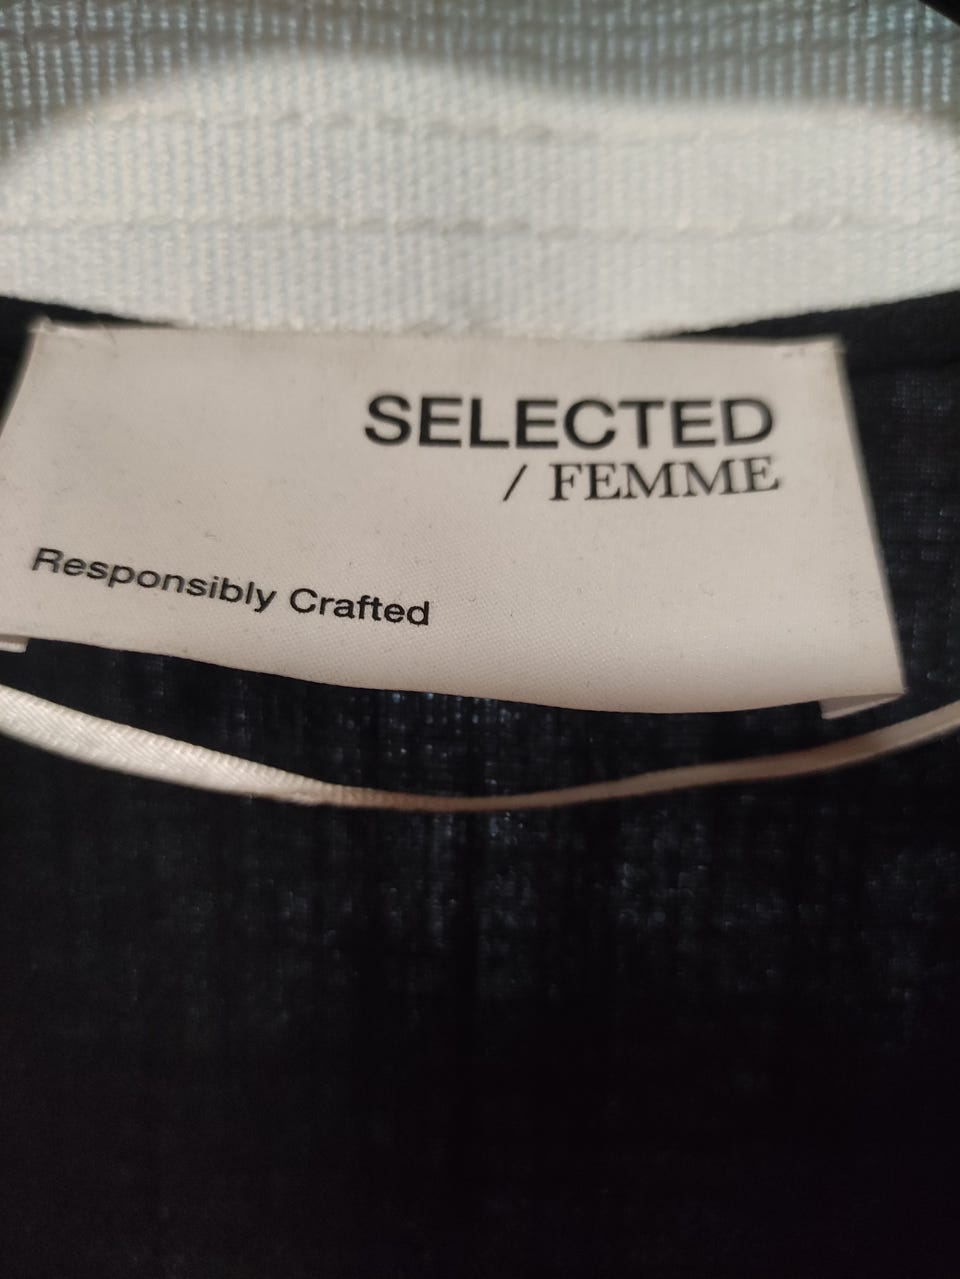 SELECTED
/ FEMME
Responsibly Crafted